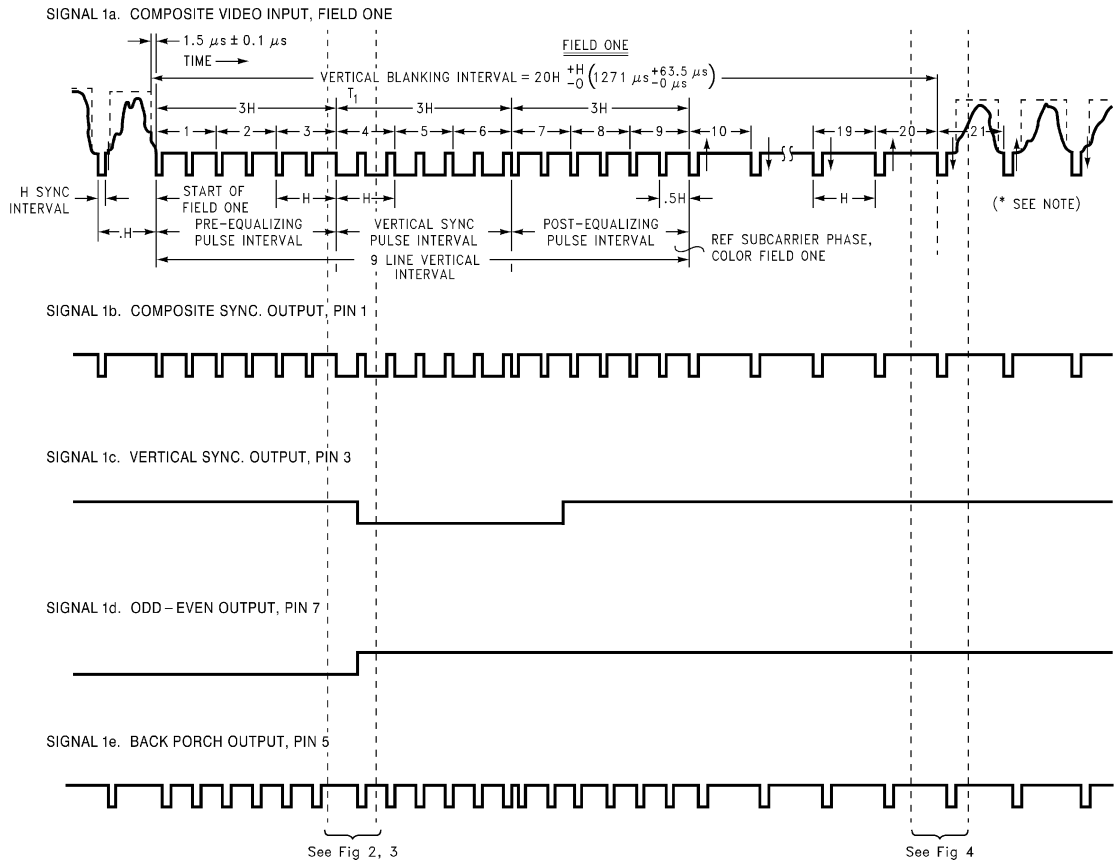 SIGNAL 1a. COMPOSITE VIDEO INPUT, FIELD ONE
1.5 µs ± 0.1 µs
TIME
FIELD ONE
VERTICAL BLANKING INTERVAL = 20H +H -0 (1271 µs +63.5 µs -0 µs)
T1
3H 3H 3H
1 2 3 4 5 6 7 8 9 10 19 20 21
H SYNC INTERVAL
START OF FIELD ONE
H H .5H H
(* SEE NOTE)
.H
PRE-EQUALIZING PULSE INTERVAL
VERTICAL SYNC PULSE INTERVAL
POST-EQUALIZING PULSE INTERVAL
REF SUBCARRIER PHASE, COLOR FIELD ONE
9 LINE VERTICAL INTERVAL
SIGNAL 1b. COMPOSITE SYNC. OUTPUT, PIN 1
SIGNAL 1c. VERTICAL SYNC. OUTPUT, PIN 3
SIGNAL 1d. ODD – EVEN OUTPUT, PIN 7
SIGNAL 1e. BACK PORCH OUTPUT, PIN 5
See Fig 2, 3
See Fig 4